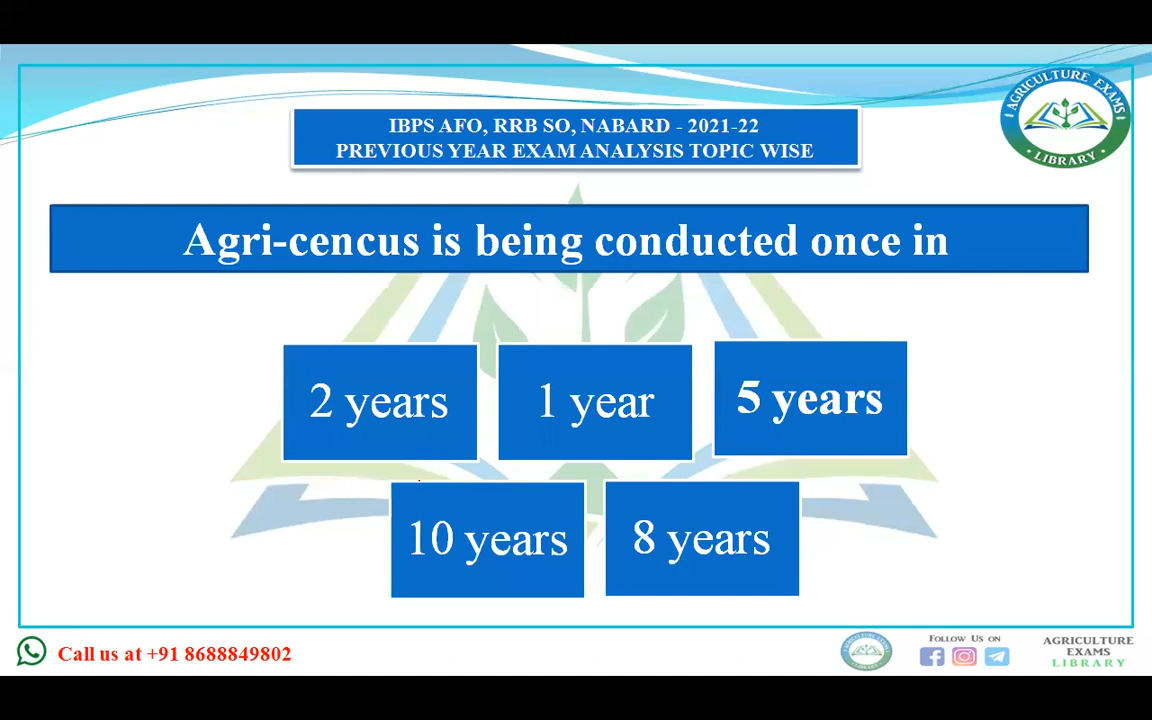 IBPS AFO, RRB SO, NABARD - 2021-22
PREVIOUS YEAR EXAM ANALYSIS TOPIC WISE
AGRICULTURE EXAMS
• LIBRARY •
Agri-cencus is being conducted once in
2 years
1 year
5 years
10 years
8 years
Call us at +91 8688849802
FOLLOW US ON
AGRICULTURE
EXAMS
LIBRARY